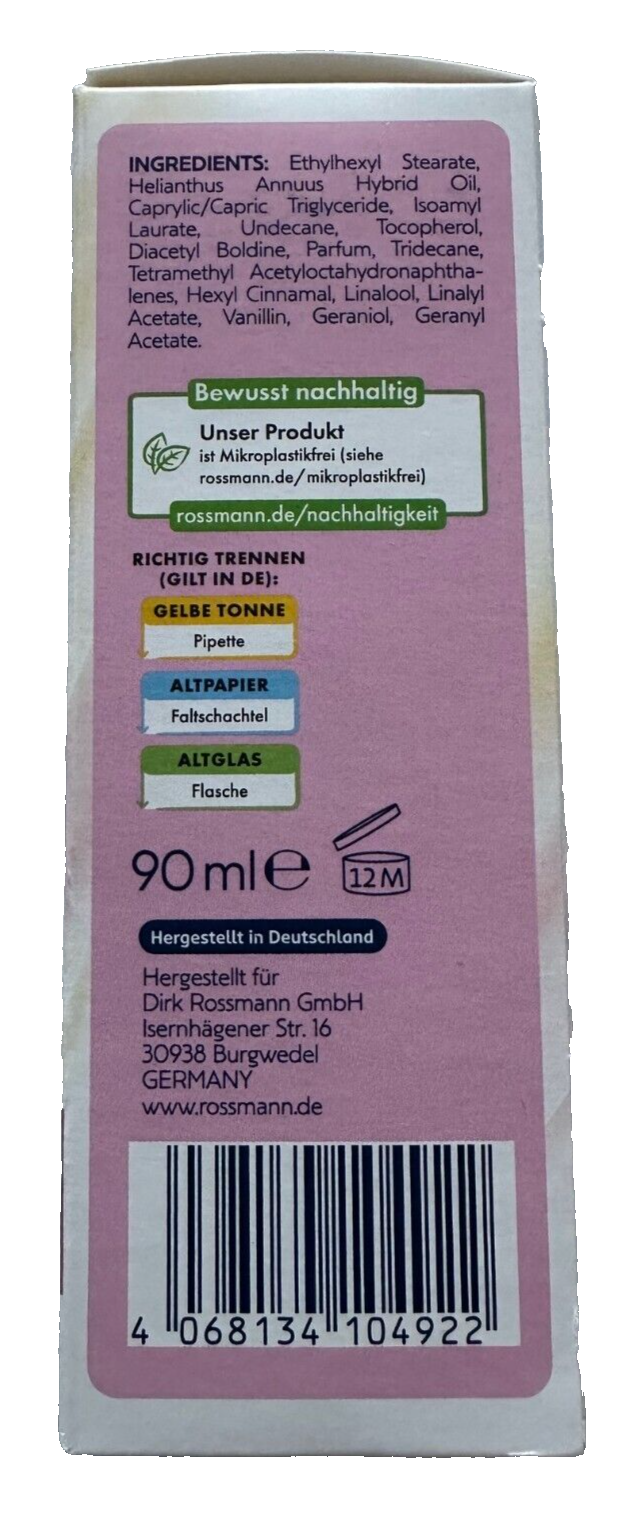 INGREDIENTS: Ethylhexyl Stearate,
Helianthus Annuus Hybrid Oil,
Caprylic/Capric Triglyceride, Isoamyl
Laurate, Undecane, Tocopherol,
Diacetyl Boldine, Parfum, Tridecane,
Tetramethyl Acetyloctahydronaphtha-
lenes, Hexyl Cinnamal, Linalool, Linalyl
Acetate, Vanillin, Geraniol, Geranyl
Acetate.
Bewusst nachhaltig
Unser Produkt
ist Mikroplastikfrei (siehe
rossmann.de/mikroplastikfrei)
rossmann.de/nachhaltigkeit
RICHTIG TRENNEN
(GILT IN DE):
GELBE TONNE
Pipette
ALTPAPIER
Faltschachtel
ALTGLAS
Flasche
90 ml e
12 M
Hergestellt in Deutschland
Hergestellt für
Dirk Rossmann GmbH
Isernhägener Str. 16
30938 Burgwedel
GERMANY
www.rossmann.de
4 068134 104922